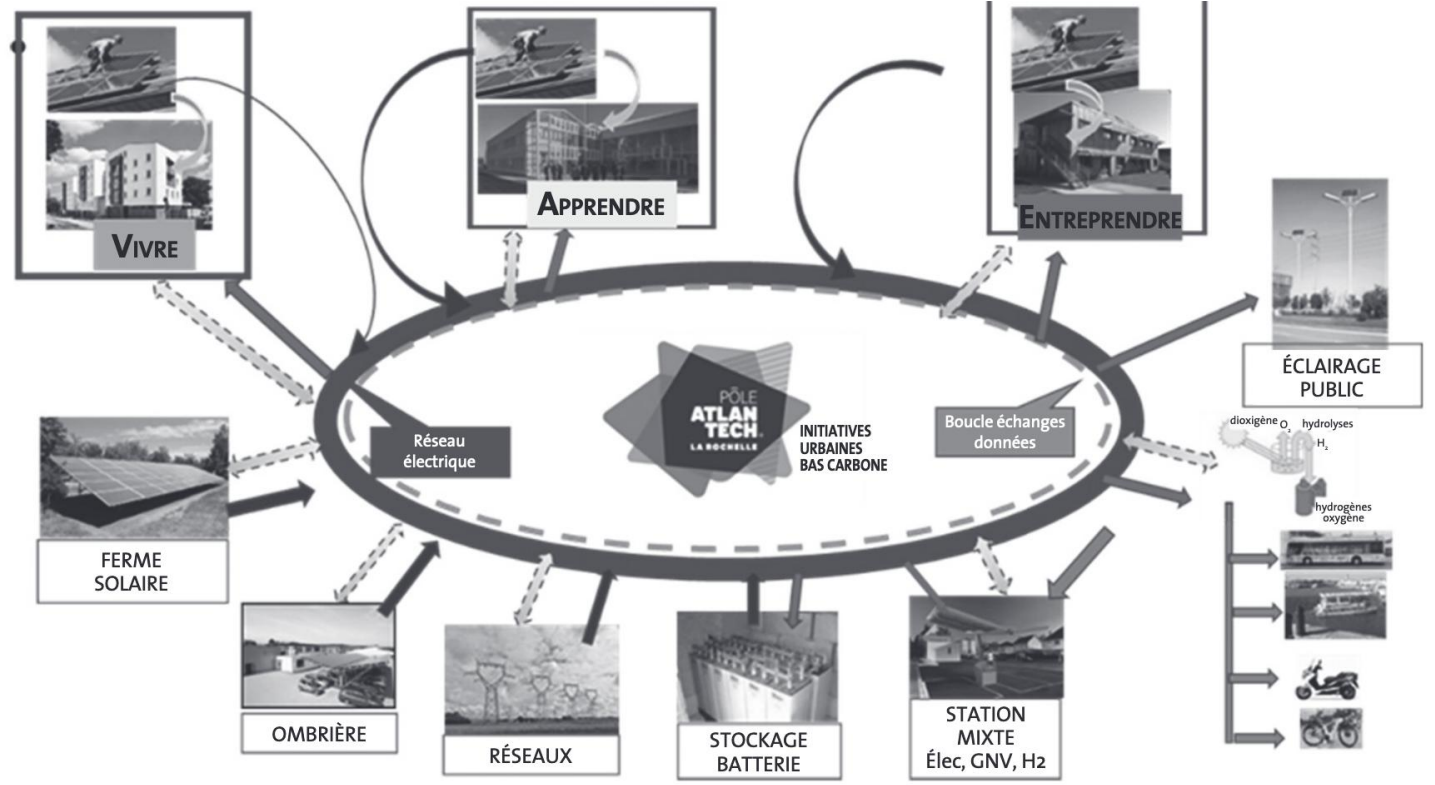 VIVRE
APPRENDRE
ENTREPRENDRE
ÉCLAIRAGE
PUBLIC
dioxigène O2 hydrolyses
H2
hydrogènes
oxygène
Réseau
électrique
PÔLE
ATLAN
TECH.
LA ROCHELLE
INITIATIVES
URBAINES
BAS CARBONE
Boucle échanges
données
FERME
SOLAIRE
OMBRIÈRE
RÉSEAUX
STOCKAGE
BATTERIE
STATION
MIXTE
Élec, GNV, H2